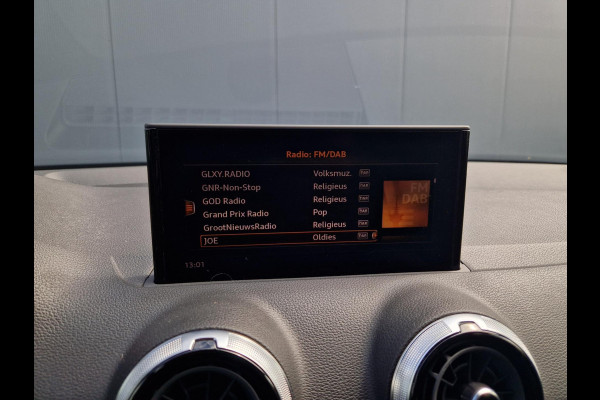 Radio: FM/DAB
GLXY.RADIO Volksmuz.
GNR-Non-Stop Religieus
GOD Radio Religieus
Grand Prix Radio Pop
GrootNieuwsRadio Religieus
JOE Oldies
FM
DAB
13:01